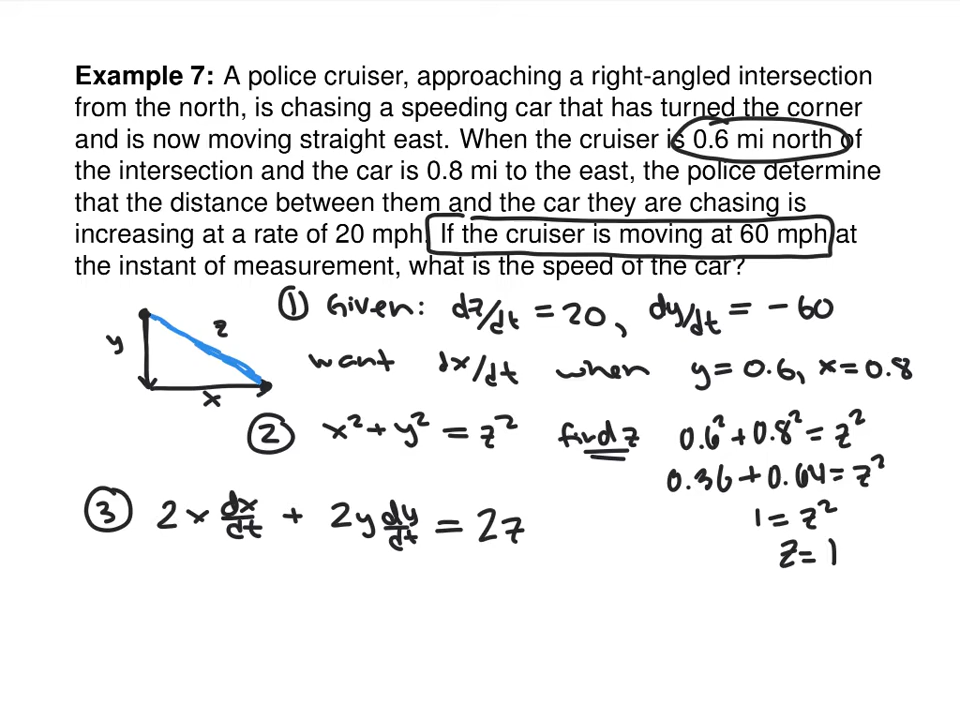 Example 7: A police cruiser, approaching a right-angled intersection
from the north, is chasing a speeding car that has turned the corner
and is now moving straight east. When the cruiser is 0.6 mi north of
the intersection and the car is 0.8 mi to the east, the police determine
that the distance between them and the car they are chasing is
increasing at a rate of 20 mph. If the cruiser is moving at 60 mph at
the instant of measurement, what is the speed of the car?
① Given: dz/dt = 20, dy/dt = - 60
y z
want dx/dt when y = 0.6, x = 0.8
x
② x² + y² = z² find z 0.6² + 0.8² = z²
0.36 + 0.64 = z²
③ 2x dx/dt + 2y dy/dt = 2z
1 = z²
z = 1